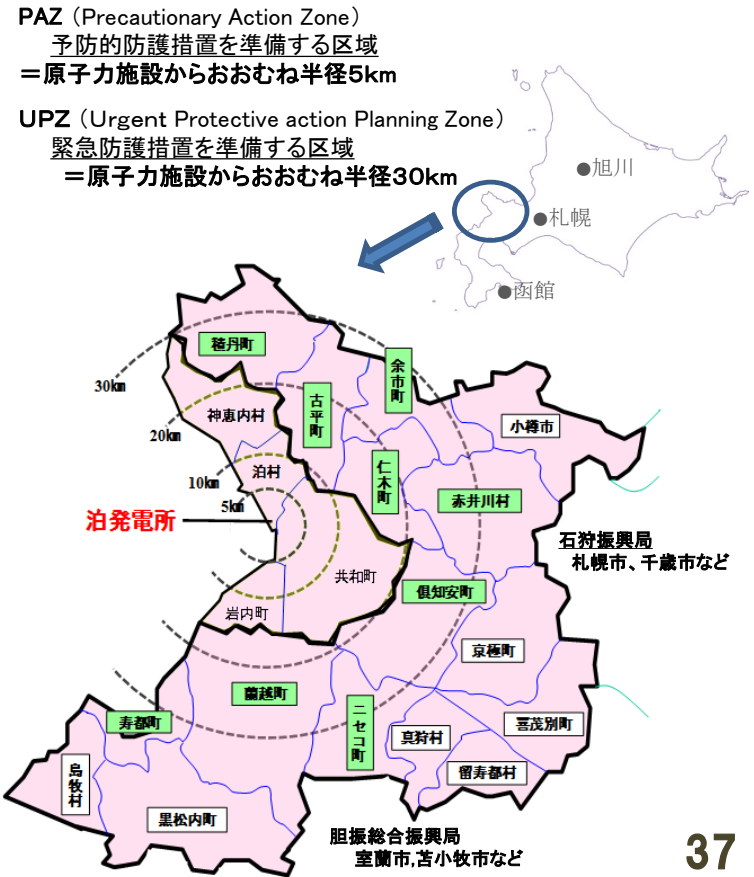 PAZ (Precautionary Action Zone)
予防的防護措置を準備する区域
＝原子力施設からおおむね半径5km
UPZ (Urgent Protective action Planning Zone)
緊急防護措置を準備する区域
＝原子力施設からおおむね半径30km
●旭川
●札幌
●函館
積丹町
余市町
30km
古平町
神恵内村
小樽市
20km
仁木町
泊村
10km
赤井川村
5km
泊発電所
石狩振興局
札幌市、千歳市など
共和町
倶知安町
岩内町
京極町
蘭越町
ニセコ町
寿都町
真狩村
喜茂別町
島牧村
留寿都村
黒松内町
胆振総合振興局
室蘭市,苫小牧市など
37